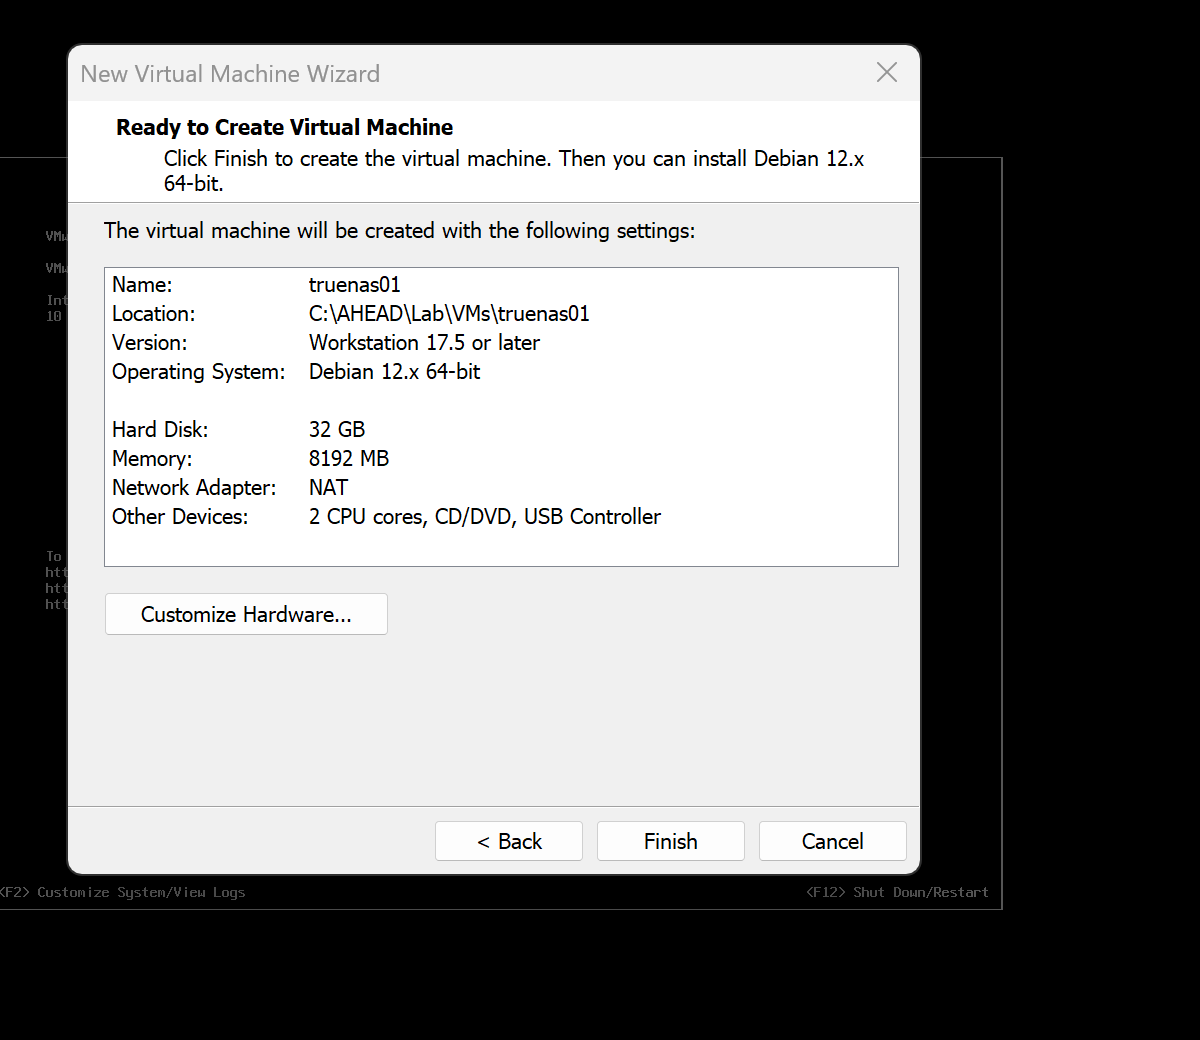 New Virtual Machine Wizard
Ready to Create Virtual Machine
Click Finish to create the virtual machine. Then you can install Debian 12.x
64-bit.
The virtual machine will be created with the following settings:
Name: truenas01
Location: C:\AHEAD\Lab\VMs\truenas01
Version: Workstation 17.5 or later
Operating System: Debian 12.x 64-bit
Hard Disk: 32 GB
Memory: 8192 MB
Network Adapter: NAT
Other Devices: 2 CPU cores, CD/DVD, USB Controller
Customize Hardware...
< Back Finish Cancel
To
10
<F2> Customize System/View Logs <F12> Shut Down/Restart